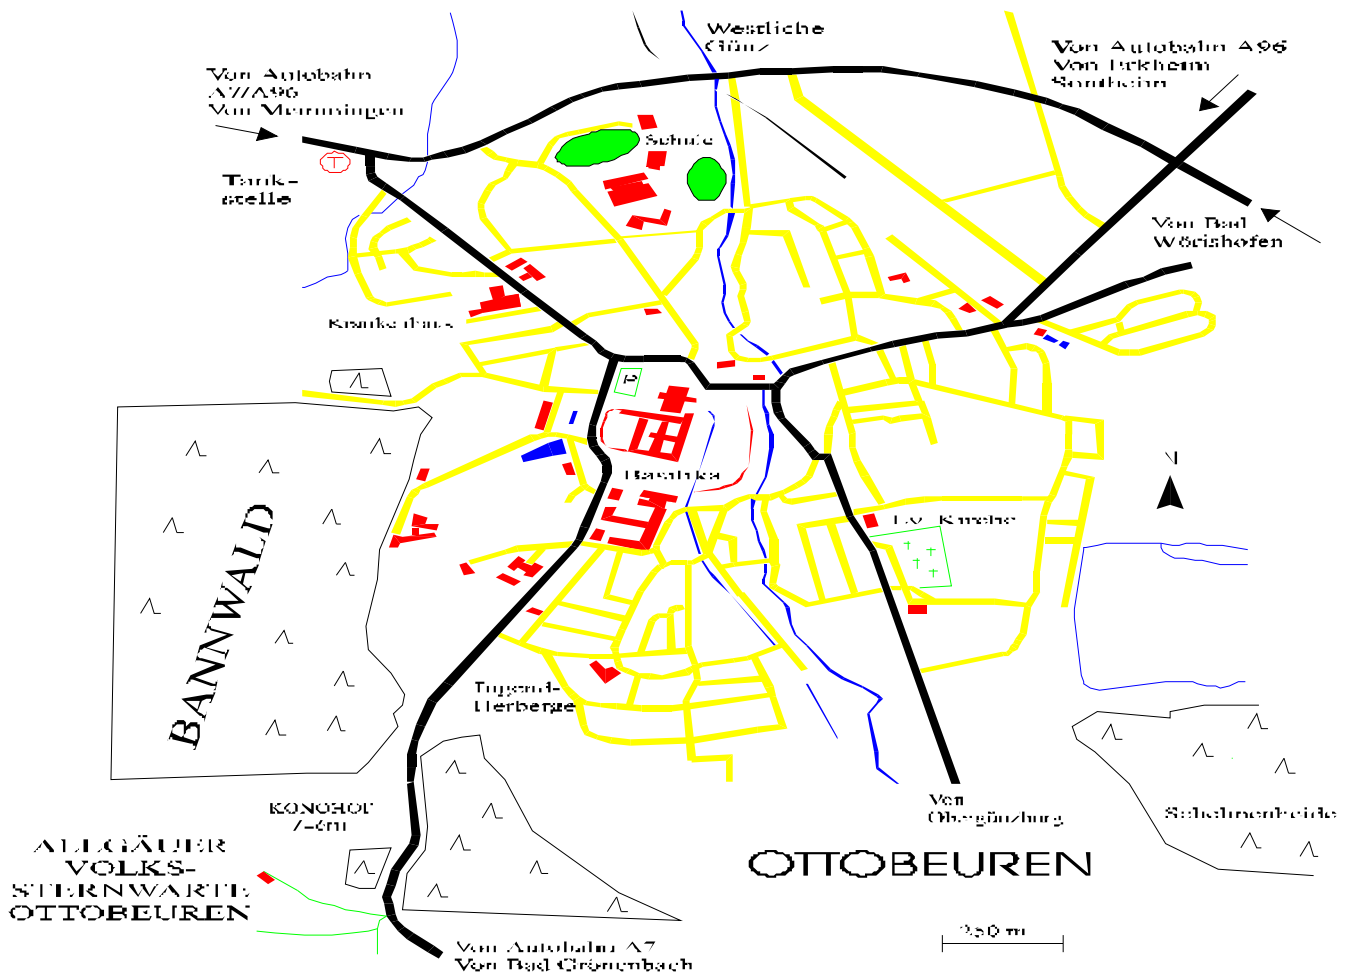 Westliche
Günz
Von Autobahn A96
Von Erkheim
Sontheim
Von Autobahn
A7/A96
Von Memmingen
Schule
Tank-
stelle
Von Bad
Wörishofen
Krankenhaus
P
N
Basilika
Ev. Kirche
BANNWALD
Jugend-
Herberge
Von
Obergünzburg
KONOHOF
Schelmenheide
ALLGÄUER
VOLKS-
STERNWARTE
OTTOBEUREN
OTTOBEUREN
250 m
Von Autobahn A7
Von Bad Grönenbach